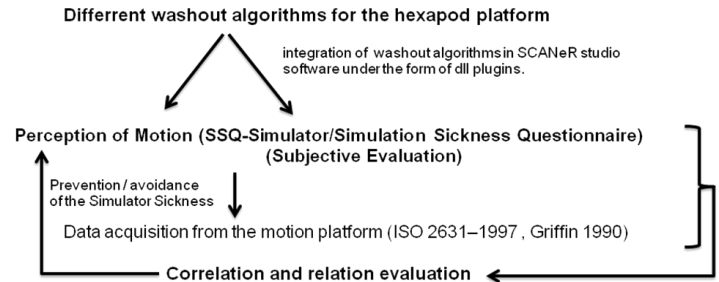 Differrent washout algorithms for the hexapod platform
integration of washout algorithms in SCANeR studio
software under the form of dll plugins.
Perception of Motion (SSQ-Simulator/Simulation Sickness Questionnaire)
(Subjective Evaluation)
Prevention / avoidance
of the Simulator Sickness
Data acquisition from the motion platform (ISO 2631–1997 , Griffin 1990)
Correlation and relation evaluation